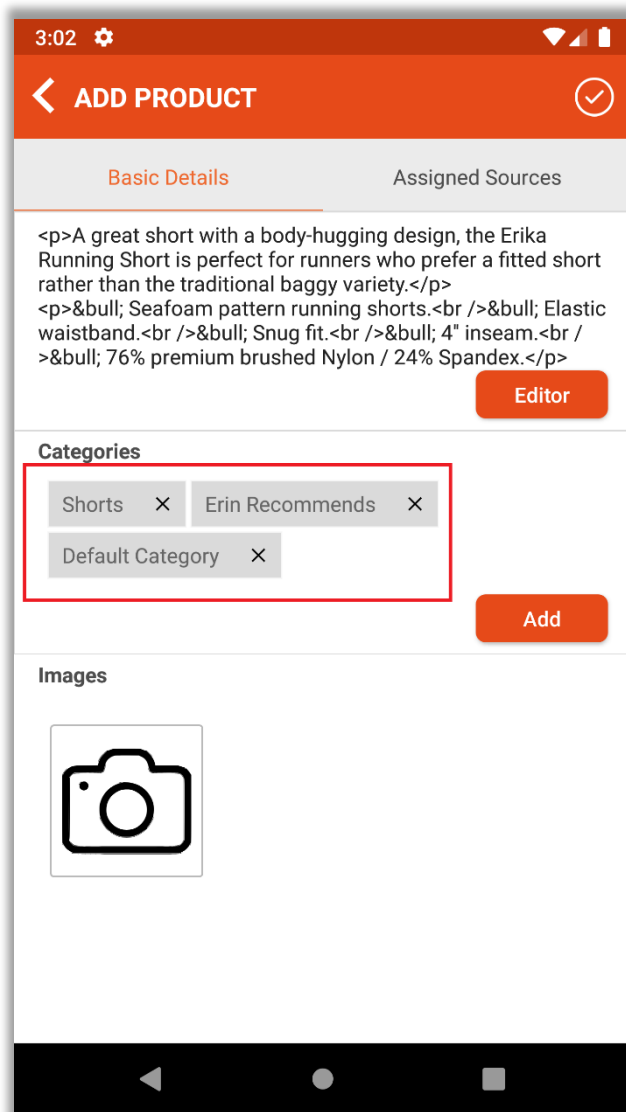 3:02
ADD PRODUCT
Basic Details
Assigned Sources
<p>A great short with a body-hugging design, the Erika
Running Short is perfect for runners who prefer a fitted short
rather than the traditional baggy variety.</p>
<p>&bull; Seafoam pattern running shorts.<br />&bull; Elastic
waistband.<br />&bull; Snug fit.<br />&bull; 4" inseam.<br /
>&bull; 76% premium brushed Nylon / 24% Spandex.</p>
Editor
Categories
Shorts
Erin Recommends
Default Category
Add
Images